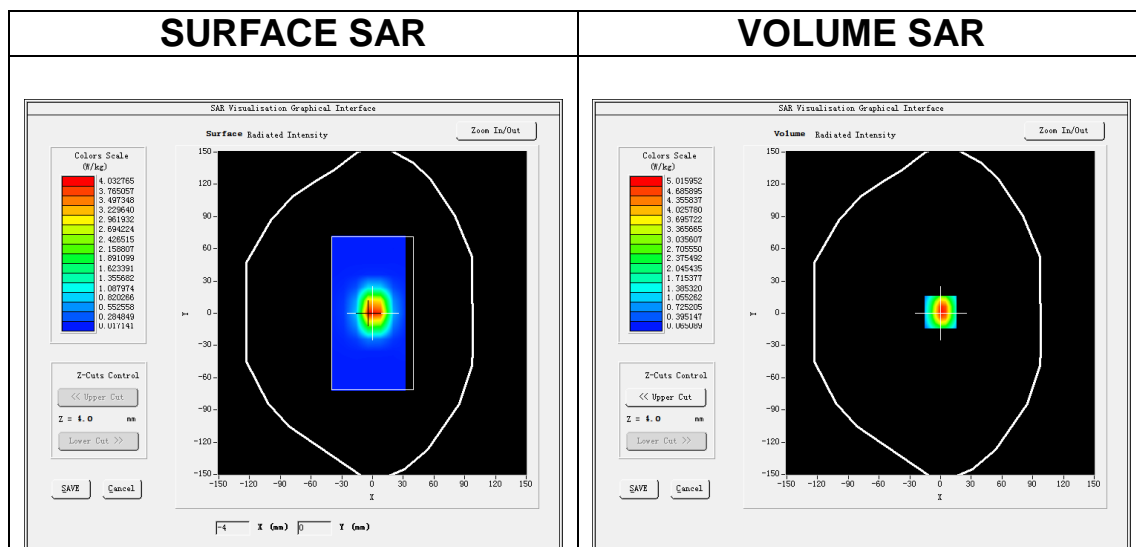 SURFACE SAR
VOLUME SAR
SAR Visualisation Graphical Interface
Surface Radiated Intensity
Zoom In/Out
Colors Scale
(W/kg)
4.032765
3.765057
3.497348
3.229640
2.961932
2.694224
2.426515
2.158807
1.891099
1.623391
1.355682
1.087974
0.820266
0.552558
0.284849
0.017141
Z-Cuts Control
<< Upper Cut
Z = 4.0 mm
Lower Cut >>
SAVE
Cancel
150
120
90
60
30
0
-30
-60
-90
-120
-150
Y
-150 -120 -90 -60 -30 0 30 60 90 120 150
X
-4 X (mm) 0 Y (mm)
SAR Visualisation Graphical Interface
Volume Radiated Intensity
Zoom In/Out
Colors Scale
(W/kg)
5.015952
4.685895
4.355837
4.025780
3.695722
3.365665
3.035607
2.705550
2.375492
2.045435
1.715377
1.385320
1.055262
0.725205
0.395147
0.065089
Z-Cuts Control
<< Upper Cut
Z = 4.0 mm
Lower Cut >>
SAVE
Cancel
150
120
90
60
30
0
-30
-60
-90
-120
-150
Y
-150 -120 -90 -60 -30 0 30 60 90 120 150
X